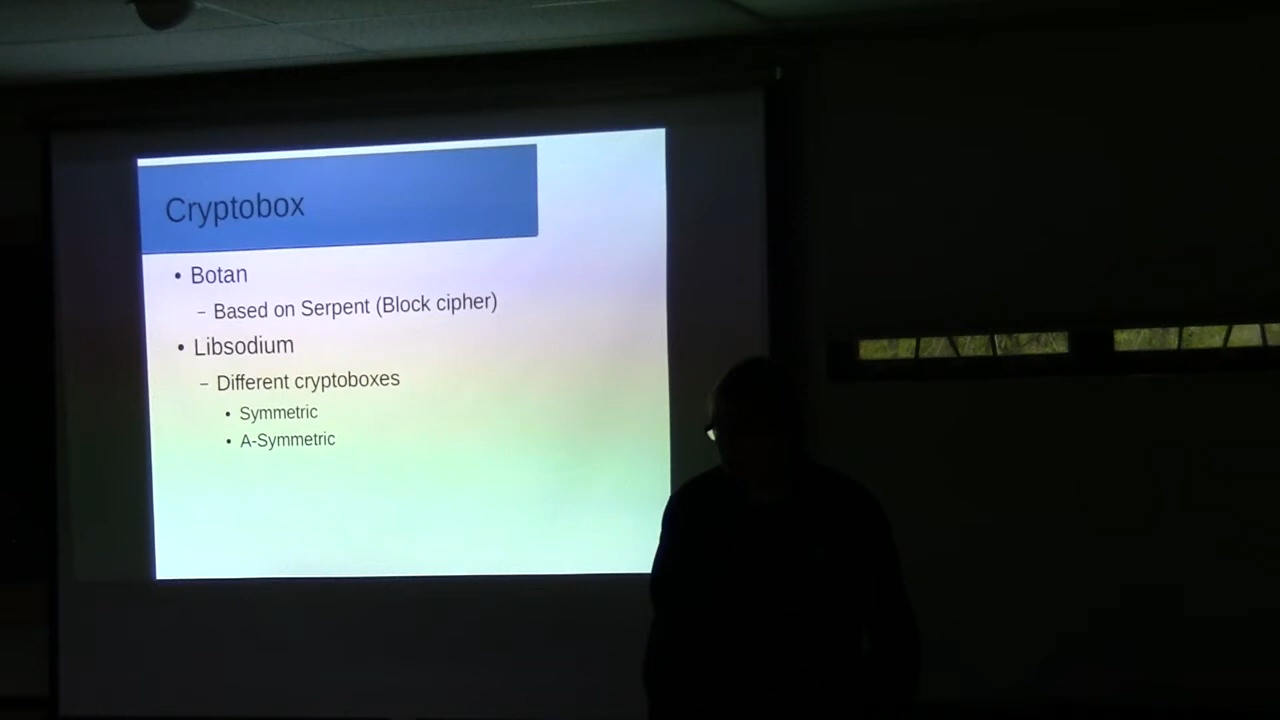 Cryptobox
• Botan
– Based on Serpent (Block cipher)
• Libsodium
– Different cryptoboxes
• Symmetric
• A-Symmetric